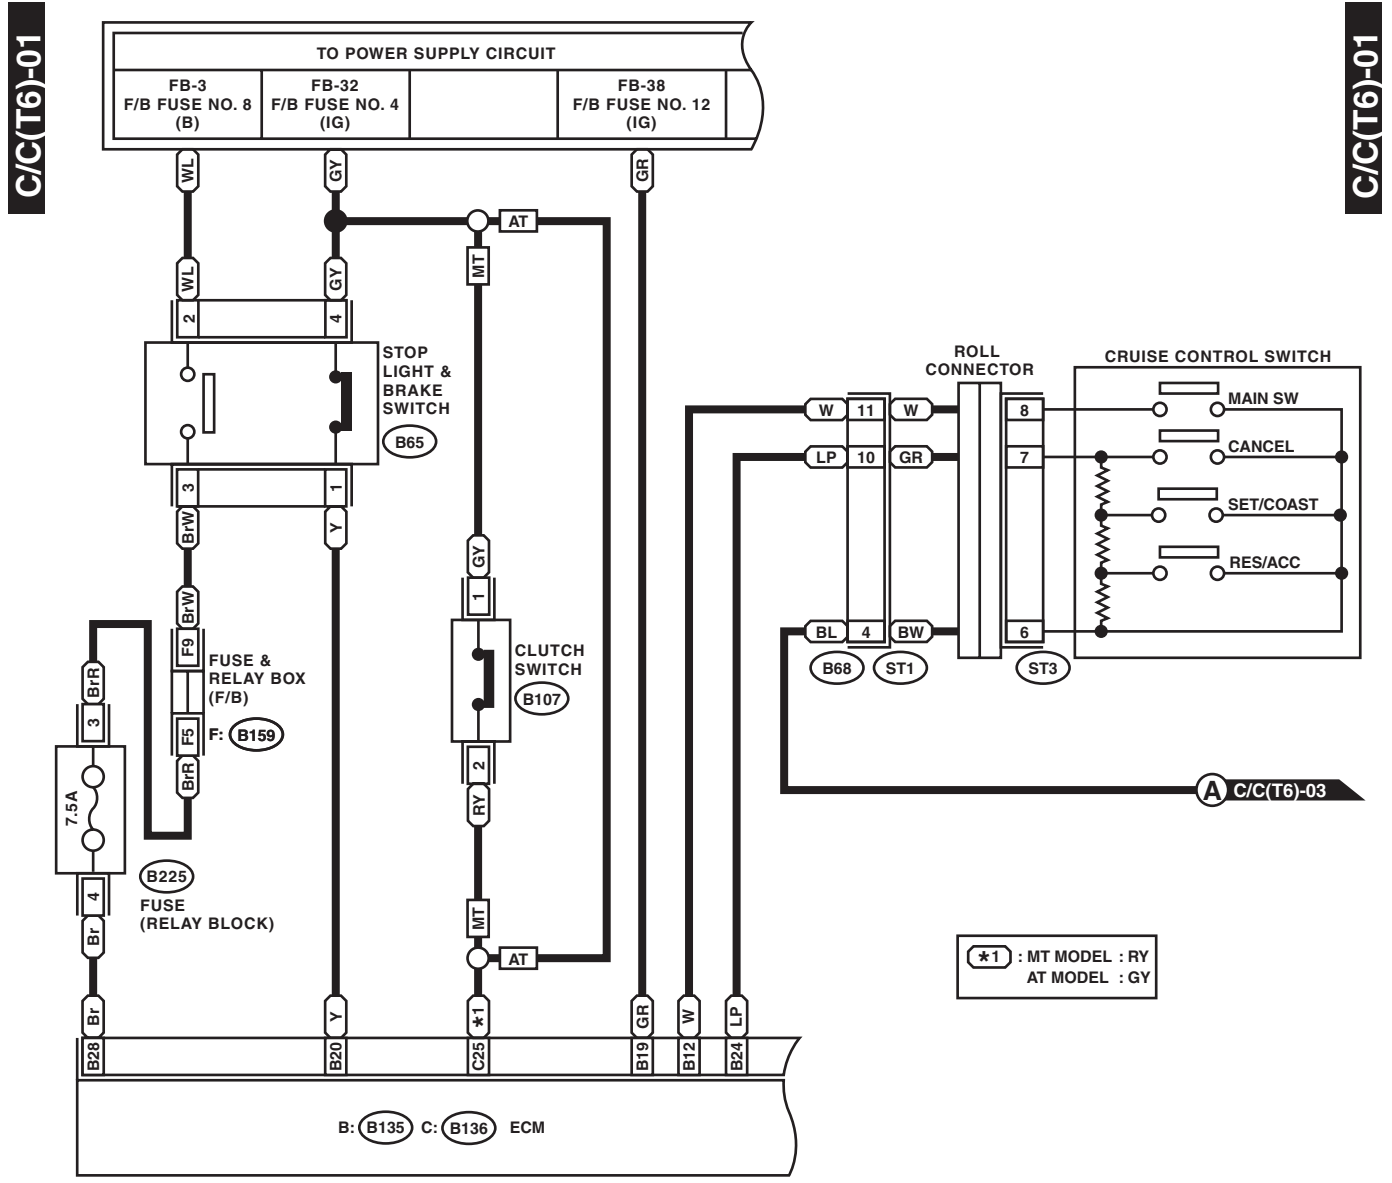 C/C(T6)-01
C/C(T6)-01
TO POWER SUPPLY CIRCUIT
FB-3
F/B FUSE NO. 8
(B)
FB-32
F/B FUSE NO. 4
(IG)
FB-38
F/B FUSE NO. 12
(IG)
WL
GY
GR
AT
MT
WL
GY
2
4
STOP
LIGHT &
BRAKE
SWITCH
B65
3
1
BrW
Y
BrW
F9
FUSE &
RELAY BOX
(F/B)
F5
F: B159
BrR
BrR
3
7.5A
4
Br
B225
FUSE
(RELAY BLOCK)
GY
1
CLUTCH
SWITCH
B107
2
RY
MT
AT
ROLL
CONNECTOR
CRUISE CONTROL SWITCH
W 11 W 8 MAIN SW
LP 10 GR 7 CANCEL
SET/COAST
RES/ACC
BL 4 BW 6
B68 ST1 ST3
A C/C(T6)-03
*1 : MT MODEL : RY
AT MODEL : GY
Br Y *1 GR W LP
B28 B20 C25 B19 B12 B24
B: B135 C: B136 ECM